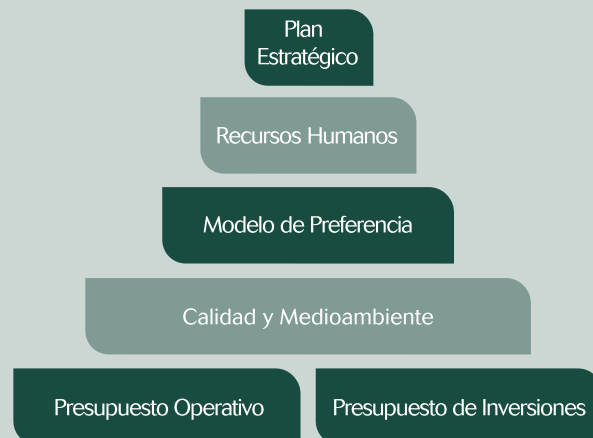 Plan
Estratégico
Recursos Humanos
Modelo de Preferencia
Calidad y Medioambiente
Presupuesto Operativo
Presupuesto de Inversiones